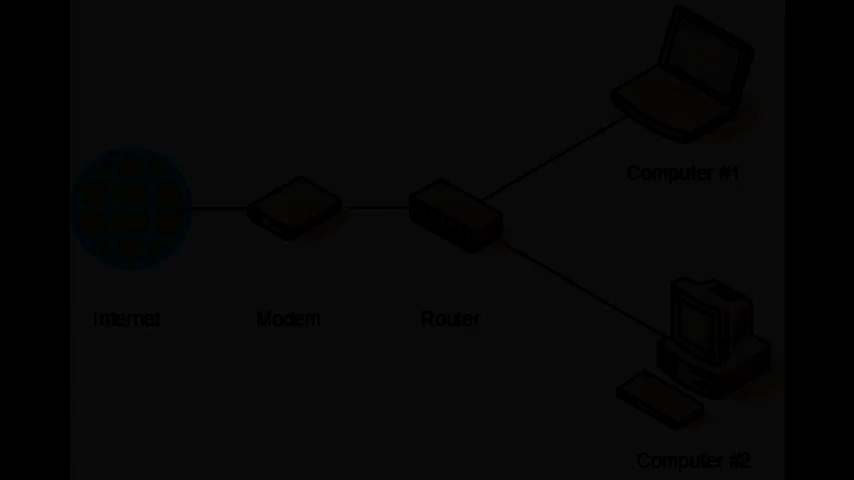 Computer #1
Internet
Modem
Router
Computer #2